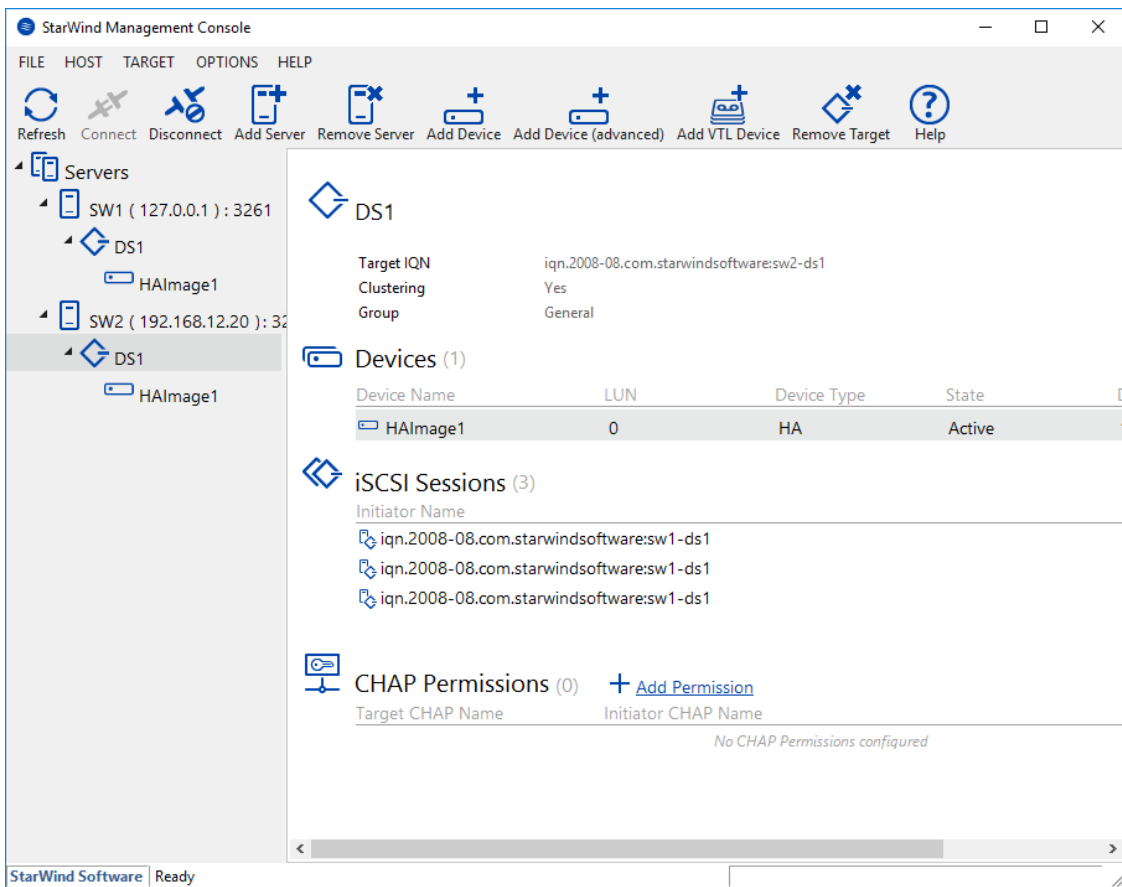 StarWind Management Console
FILE HOST TARGET OPTIONS HELP
Refresh Connect Disconnect Add Server Remove Server Add Device Add Device (advanced) Add VTL Device Remove Target Help
Servers
SW1 ( 127.0.0.1 ) : 3261
DS1
HAImage1
SW2 ( 192.168.12.20 ) : 32
DS1
HAImage1
DS1
Target IQN iqn.2008-08.com.starwindsoftware:sw2-ds1
Clustering Yes
Group General
Devices (1)
Device Name LUN Device Type State
HAImage1 0 HA Active
iSCSI Sessions (3)
Initiator Name
iqn.2008-08.com.starwindsoftware:sw1-ds1
iqn.2008-08.com.starwindsoftware:sw1-ds1
iqn.2008-08.com.starwindsoftware:sw1-ds1
CHAP Permissions (0) Add Permission
Target CHAP Name Initiator CHAP Name
No CHAP Permissions configured
StarWind Software Ready